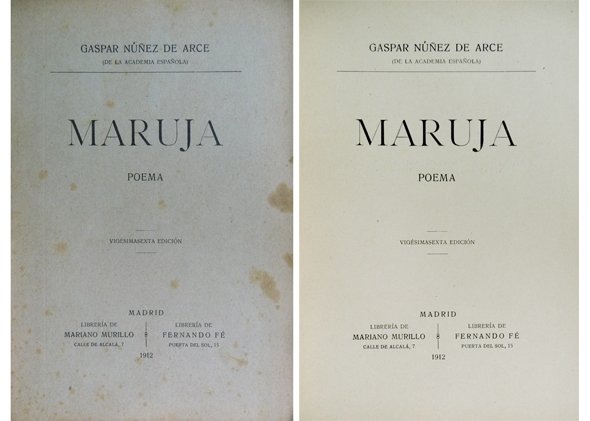 GASPAR NÚÑEZ DE ARCE
(DE LA ACADEMIA ESPAÑOLA)
MARUJA
POEMA
VIGÉSIMASEXTA EDICIÓN
MADRID
LIBRERÍA DE
MARIANO MURILLO
CALLE DE ALCALÁ, 7
LIBRERÍA DE
FERNANDO FÉ
PUERTA DEL SOL, 15
1912
GASPAR NÚÑEZ DE ARCE
(DE LA ACADEMIA ESPAÑOLA)
MARUJA
POEMA
VIGÉSIMASEXTA EDICIÓN
MADRID
LIBRERÍA DE
MARIANO MURILLO
CALLE DE ALCALÁ, 7
LIBRERÍA DE
FERNANDO FÉ
PUERTA DEL SOL, 15
1912